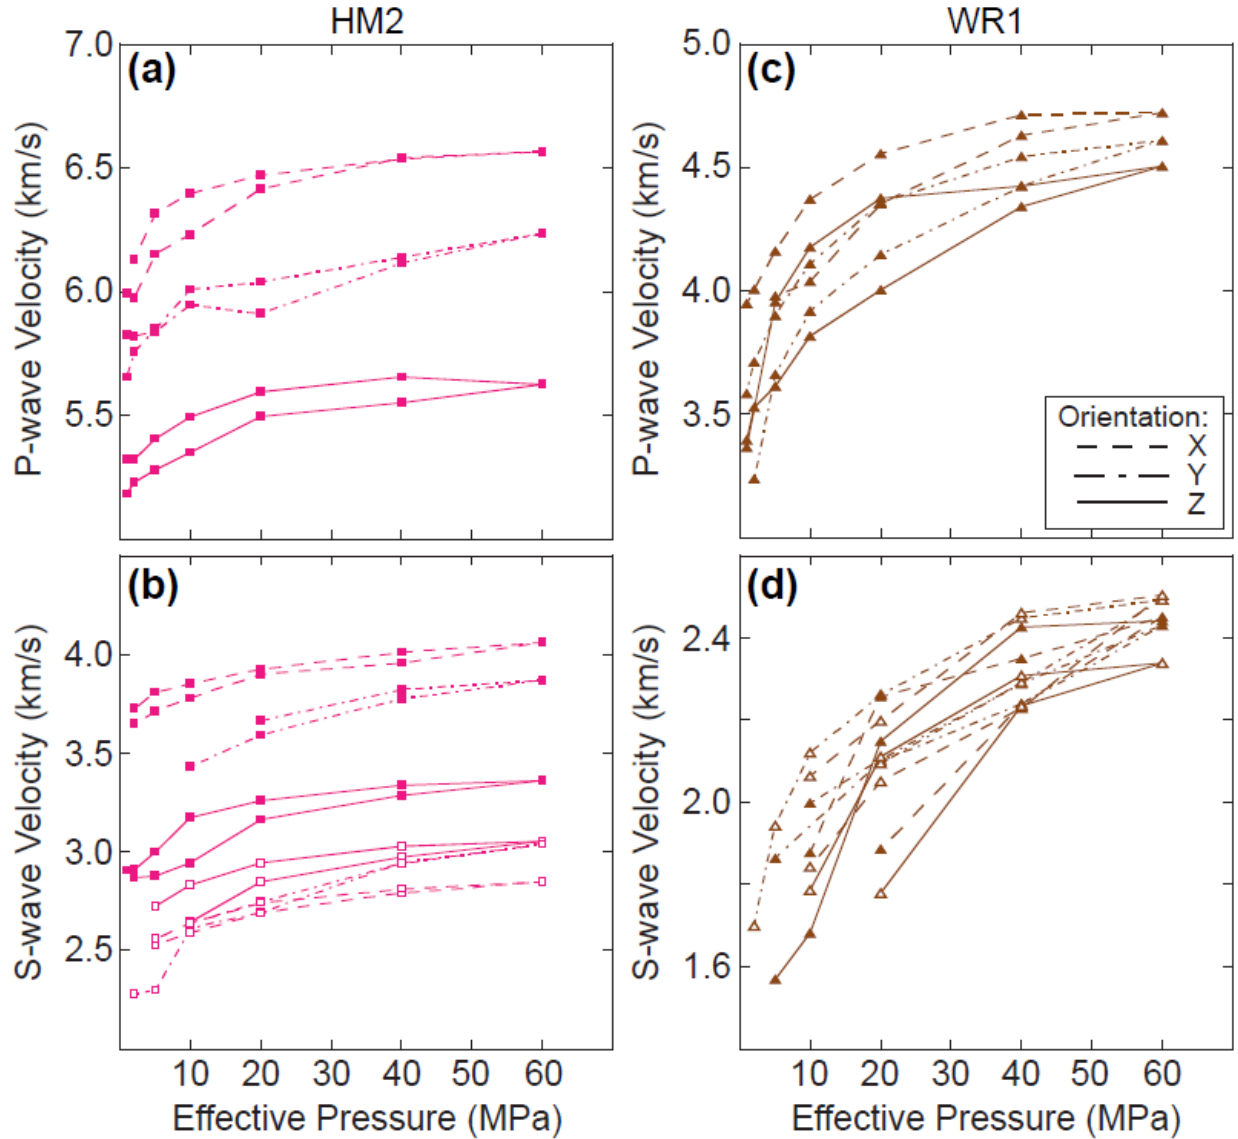 HM2
WR1
(a)
7.0
6.5
6.0
5.5
P-wave Velocity (km/s)
(c)
5.0
4.5
4.0
3.5
P-wave Velocity (km/s)
Orientation:
X
Y
Z
(b)
4.0
3.5
3.0
2.5
S-wave Velocity (km/s)
10 20 30 40 50 60
Effective Pressure (MPa)
(d)
2.4
2.0
1.6
S-wave Velocity (km/s)
10 20 30 40 50 60
Effective Pressure (MPa)